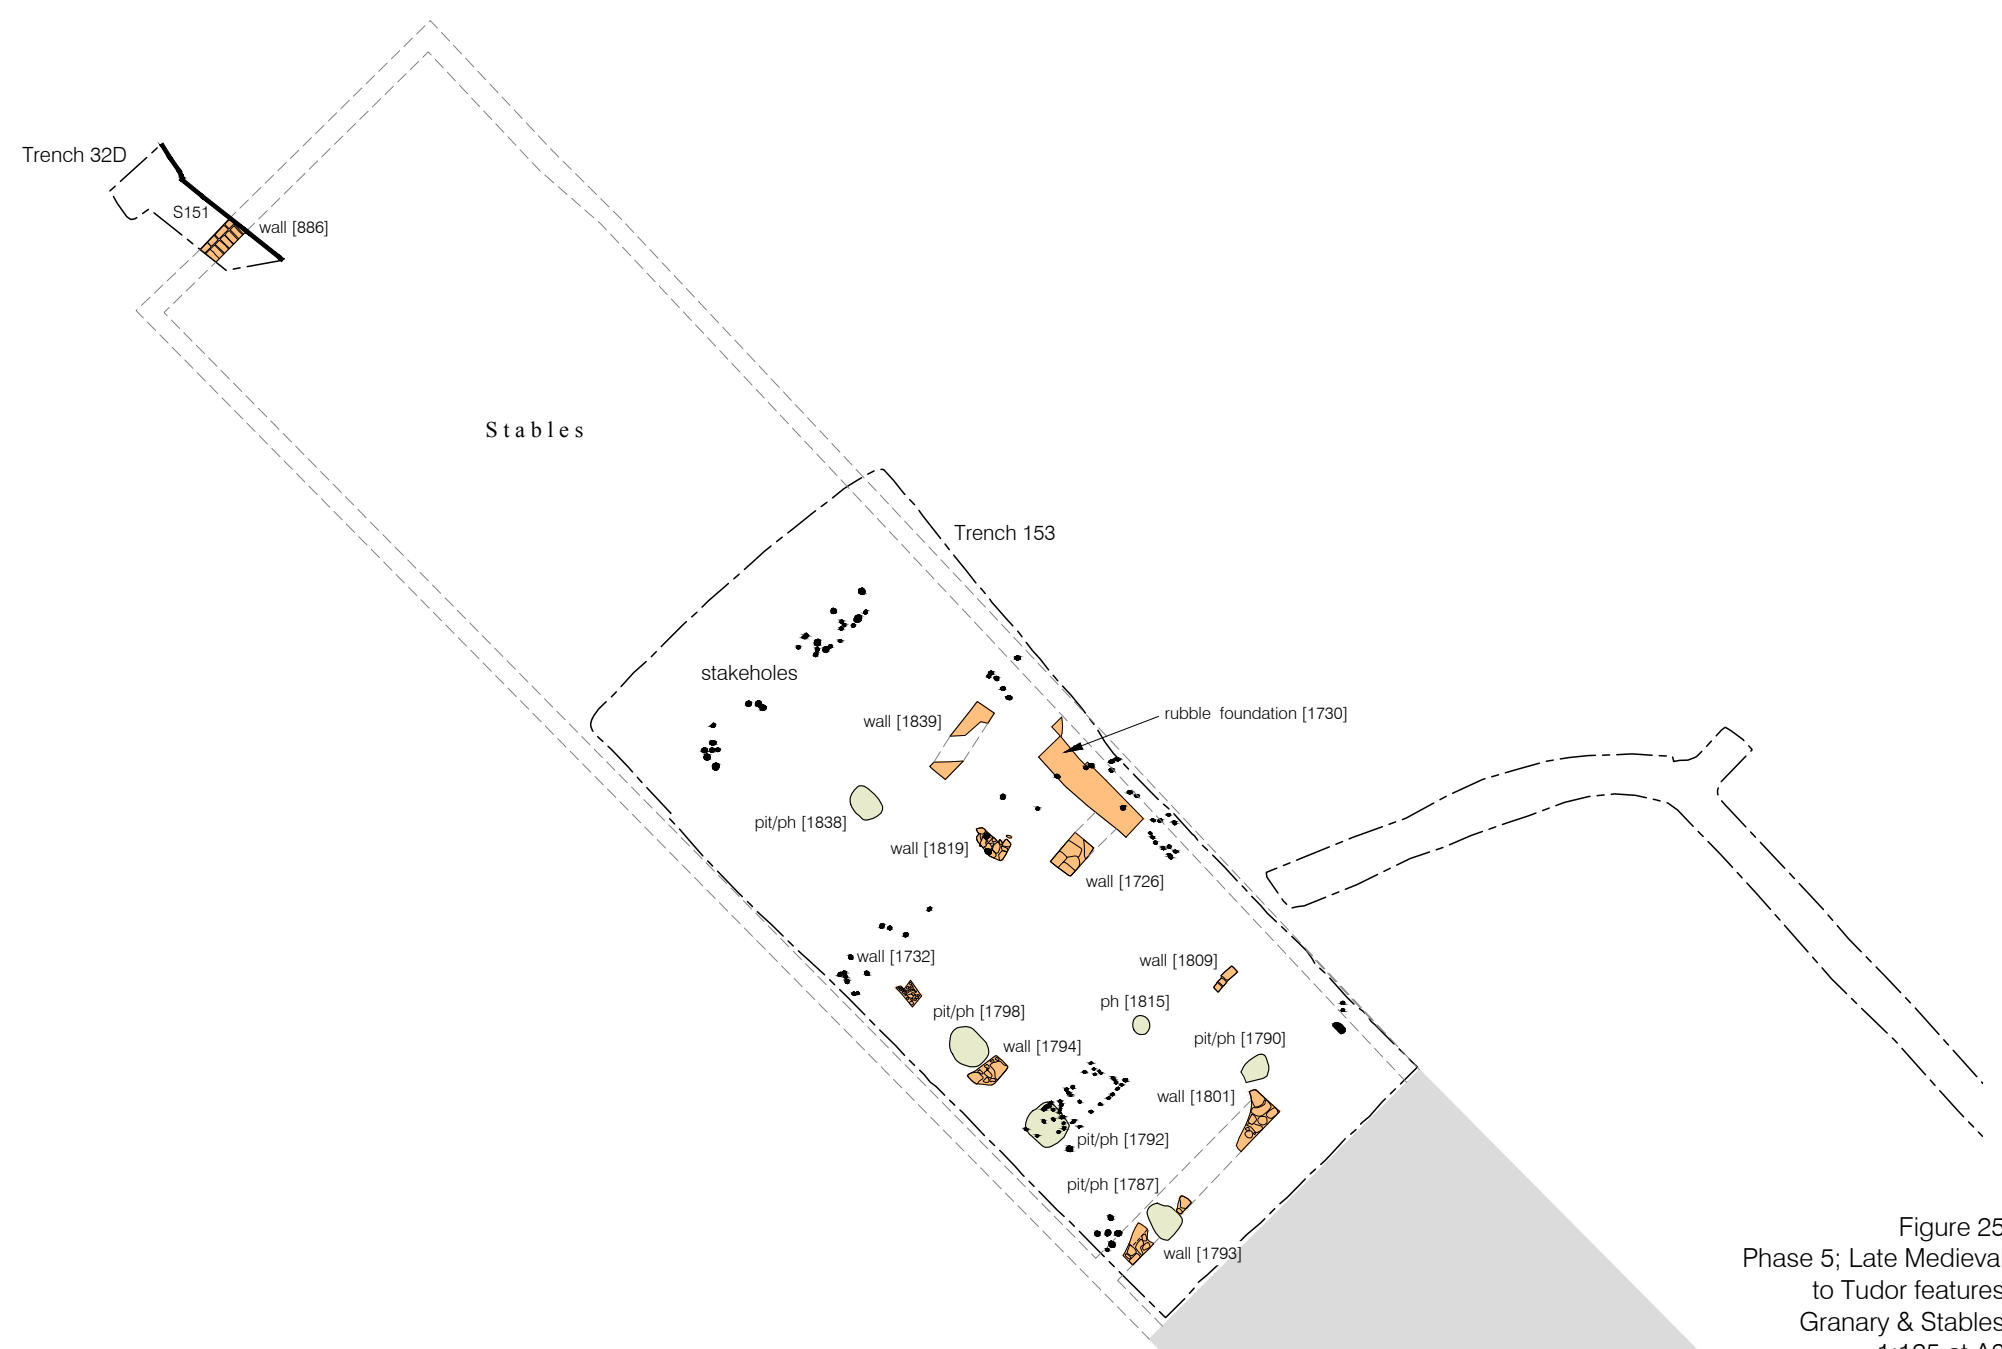 Trench 32D
S151
wall [886]
Stables
Trench 153
stakeholes
wall [1839]
rubble foundation [1730]
pit/ph [1838]
wall [1819]
wall [1726]
wall [1732]
wall [1809]
pit/ph [1798]
ph [1815]
wall [1794]
pit/ph [1790]
wall [1801]
pit/ph [1792]
pit/ph [1787]
wall [1793]
Figure 25
Phase 5; Late Medieva
to Tudor features
Granary & Stables